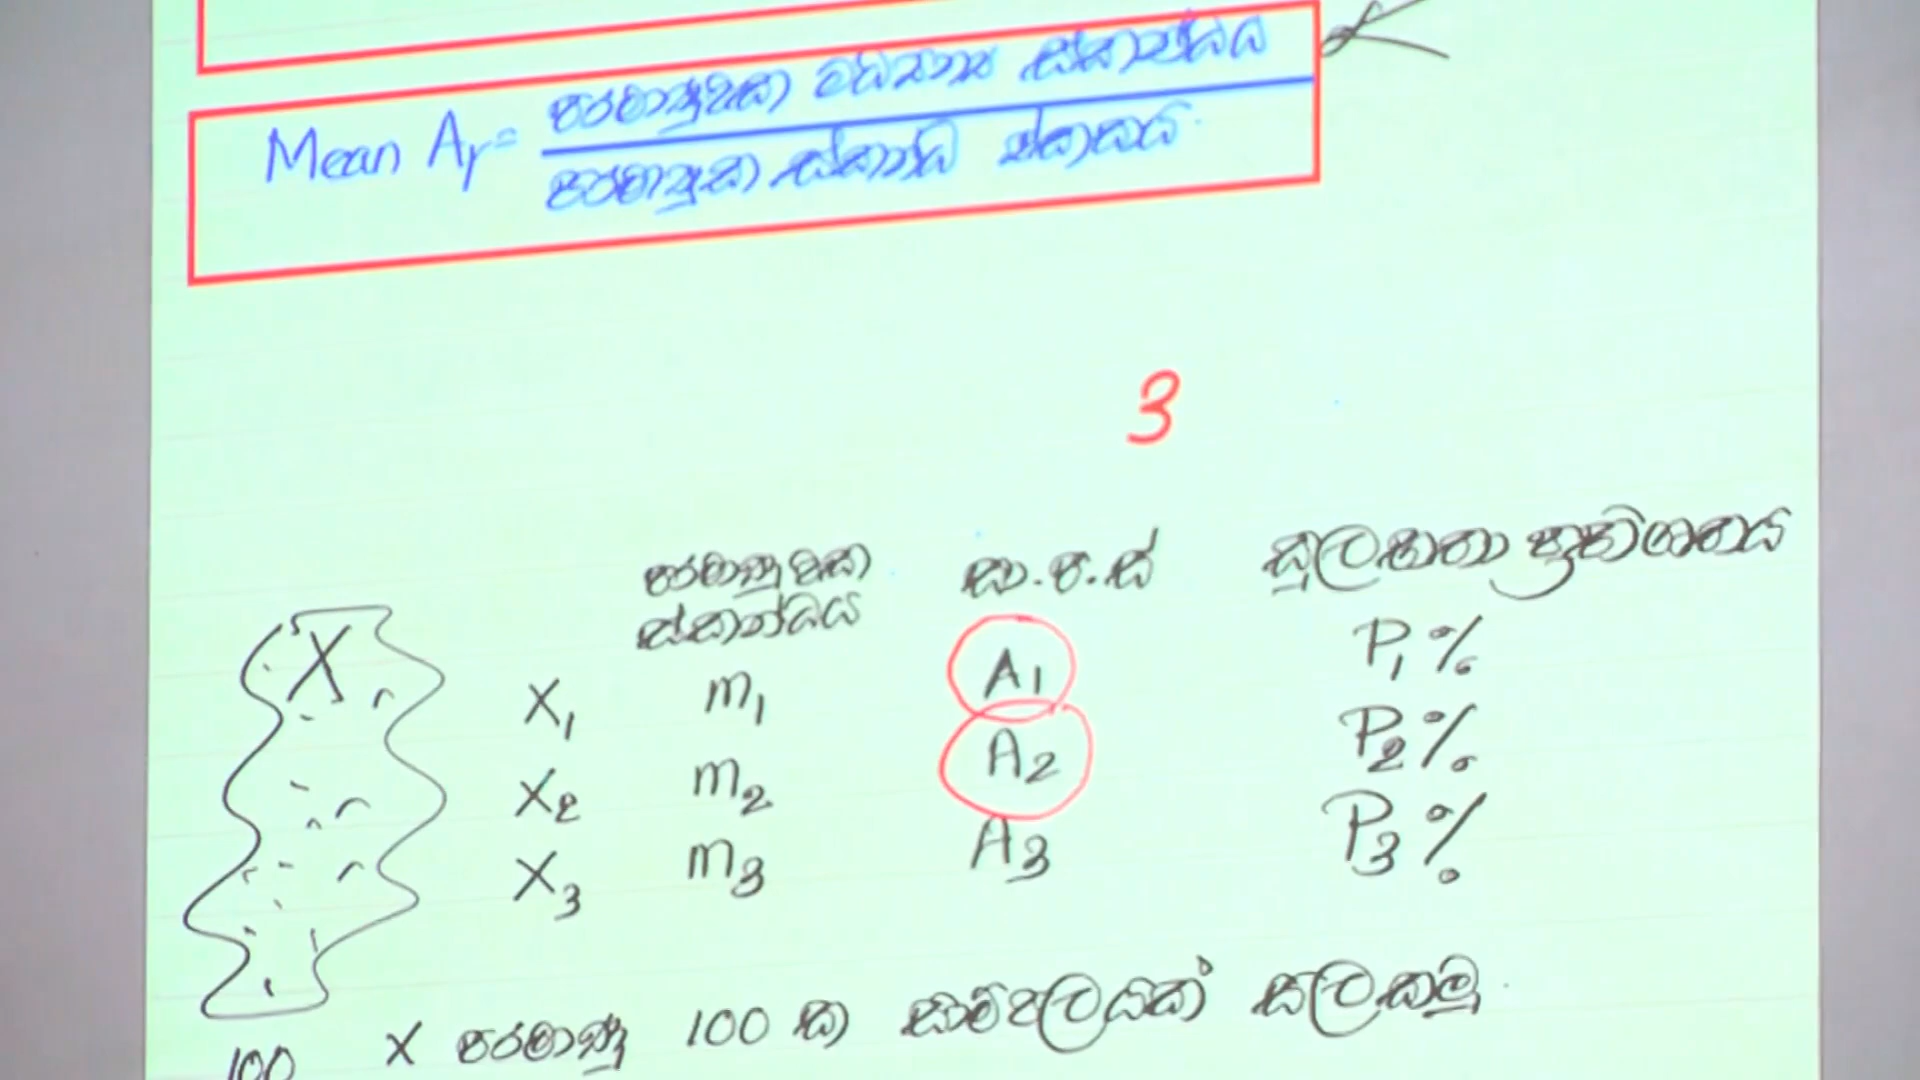 Mean Ar = පරමාණුවක මධ්‍යන්‍ය ස්කන්ධය
පරමාණුක ස්කන්ධ ඒකකය
3
පරමාණුවක ස්කන්ධය සා.ප.ස් සුලභතා ප්‍රතිශතය
X
X1 m1 A1 P1%
X2 m2 A2 P2%
X3 m3 A3 P3%
X පරමාණු 100 ක සාම්පලයක් සලකමු.
100